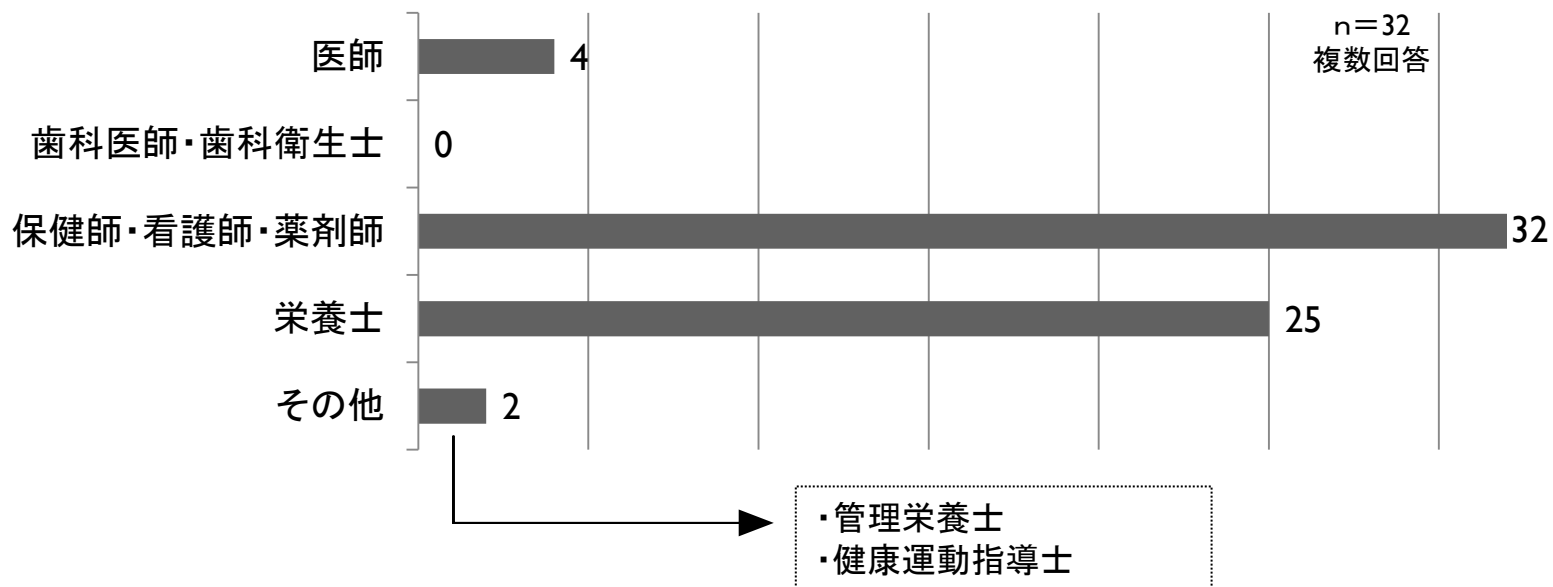 n=32
複数回答
医師 4
歯科医師・歯科衛生士 0
保健師・看護師・薬剤師 32
栄養士 25
その他 2
・管理栄養士
・健康運動指導士